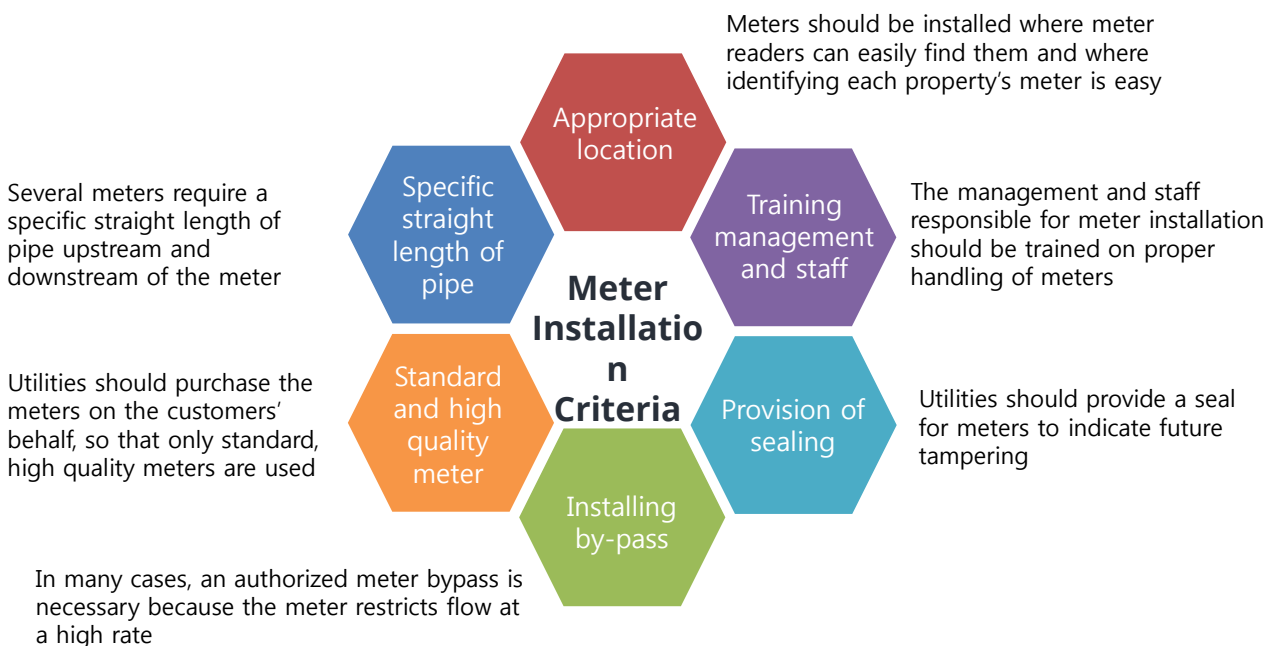 Meters should be installed where meter
readers can easily find them and where
identifying each property’s meter is easy
Appropriate
location
Specific
straight
length of
pipe
Several meters require a
specific straight length of
pipe upstream and
downstream of the meter
Training
management
and staff
The management and staff
responsible for meter installation
should be trained on proper
handling of meters
Meter
Installatio
n
Criteria
Utilities should purchase the
meters on the customers’
behalf, so that only standard,
high quality meters are used
Standard
and high
quality
meter
Provision of
sealing
Utilities should provide a seal
for meters to indicate future
tampering
Installing
by-pass
In many cases, an authorized meter bypass is
necessary because the meter restricts flow at
a high rate